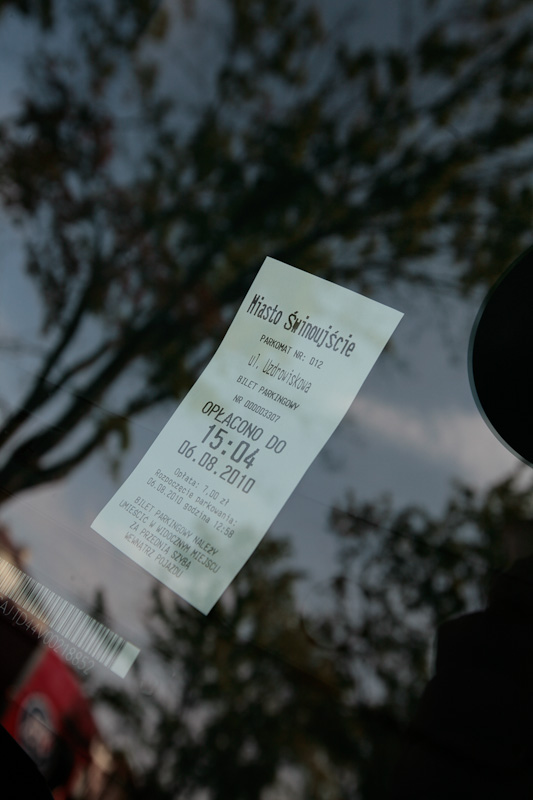 Miasto Świnoujście
PARKOMAT NR: 012
ul. Uzdrowiskowa
BILET PARKINGOWY
NR 000003307
OPŁACONO DO
15:04
06.08.2010
Opłata: 7,00 zł
Rozpoczęcie parkowania:
06.08.2010 godzina 12:58
BILET PARKINGOWY NALEŻY
UMIEŚCIĆ W WIDOCZNYM MIEJSCU
ZA PRZEDNIĄ SZYBĄ
WEWNĄTRZ POJAZDU